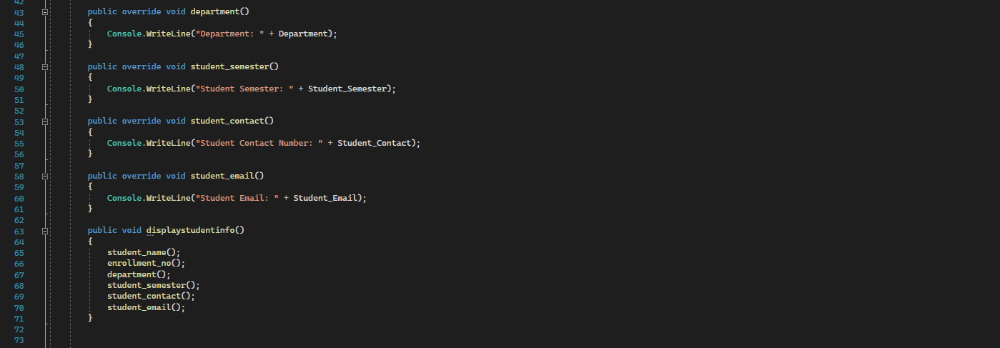 42
43 public override void department()
44 {
45 Console.WriteLine("Department: " + Department);
46 }
47
48 public override void student_semester()
49 {
50 Console.WriteLine("Student Semester: " + Student_Semester);
51 }
52
53 public override void student_contact()
54 {
55 Console.WriteLine("Student Contact Number: " + Student_Contact);
56 }
57
58 public override void student_email()
59 {
60 Console.WriteLine("Student Email: " + Student_Email);
61 }
62
63 public void displaystudentinfo()
64 {
65 student_name();
66 enrollment_no();
67 department();
68 student_semester();
69 student_contact();
70 student_email();
71 }
72
73